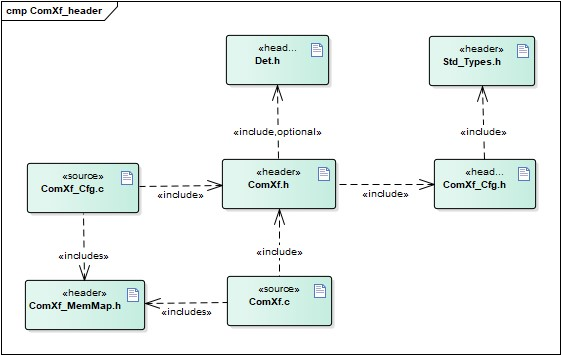 cmp ComXf_header
«head...
Det.h
«header»
Std_Types.h
«include,optional»
«include»
«source»
ComXf_Cfg.c
«header»
ComXf.h
«head...
ComXf_Cfg.h
«include»
«include»
«includes»
«include»
«header»
ComXf_MemMap.h
«source»
ComXf.c
«includes»